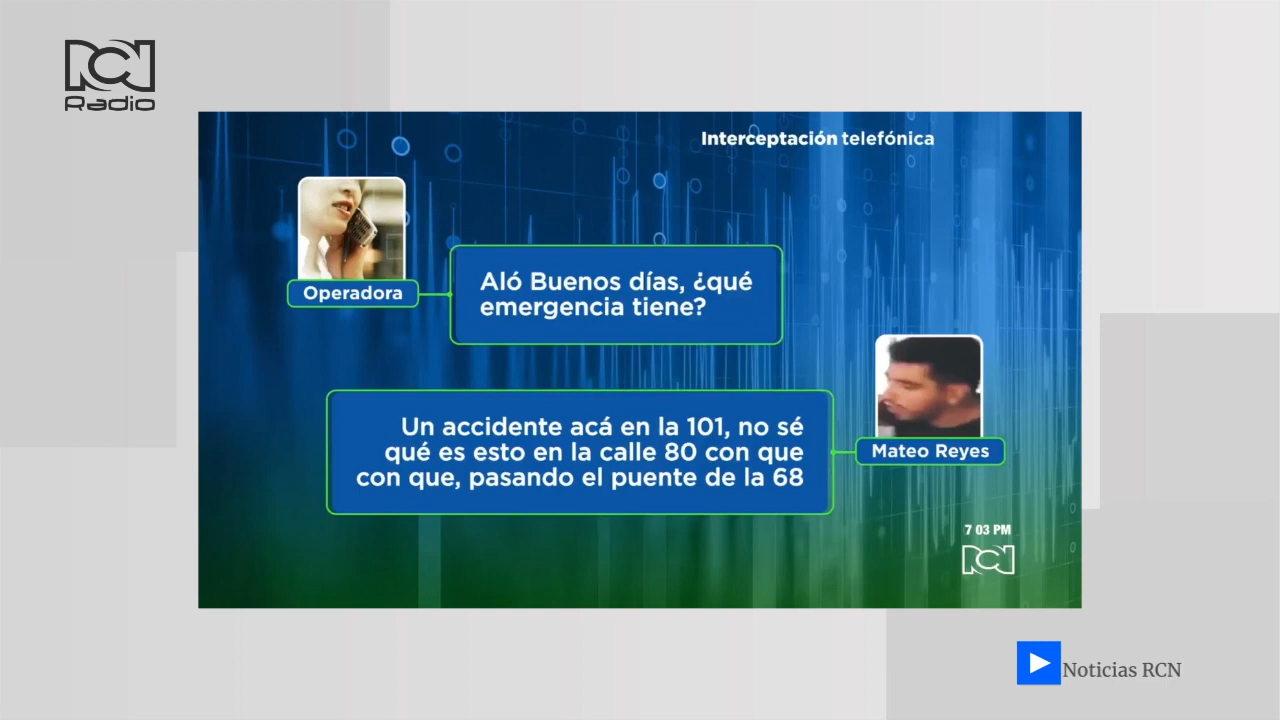 RCN
Radio
Interceptación telefónica
Operadora
Aló Buenos días, ¿qué
emergencia tiene?
Un accidente acá en la 101, no sé
qué es esto en la calle 80 con que
con que, pasando el puente de la 68
Mateo Reyes
7 03 PM
RCN
Noticias RCN